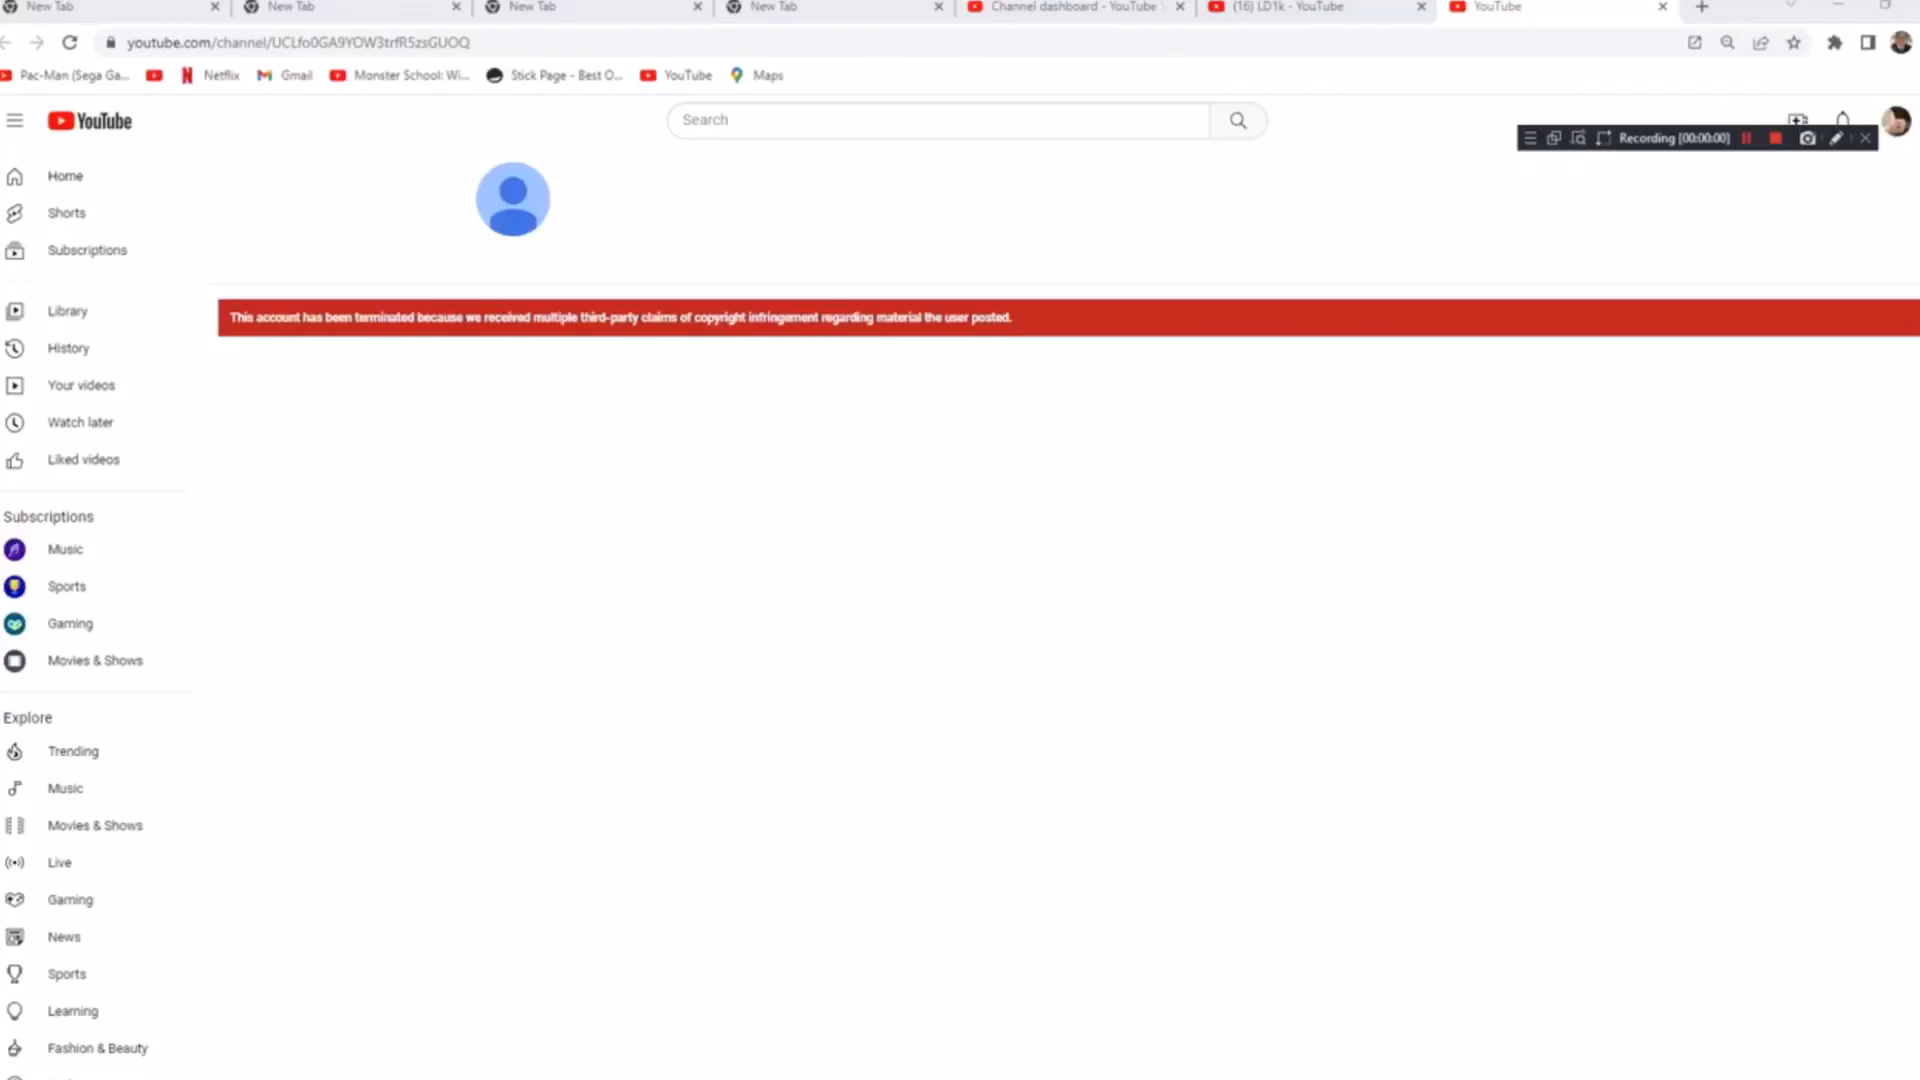 New Tab New Tab New Tab New Tab Channel dashboard - YouTube (16) LD1k - YouTube YouTube
youtube.com/channel/UCLfo0GA9YOW3trfR5zsGUOQ
Pac-Man (Sega Ga... Netflix Gmail Monster School: Wi... Stick Page - Best O... YouTube Maps
YouTube
Search
Recording [00:00:00]
Home
Shorts
Subscriptions
This account has been terminated because we received multiple third-party claims of copyright infringement regarding material the user posted.
Library
History
Your videos
Watch later
Liked videos
Subscriptions
Music
Sports
Gaming
Movies & Shows
Explore
Trending
Music
Movies & Shows
Live
Gaming
News
Sports
Learning
Fashion & Beauty